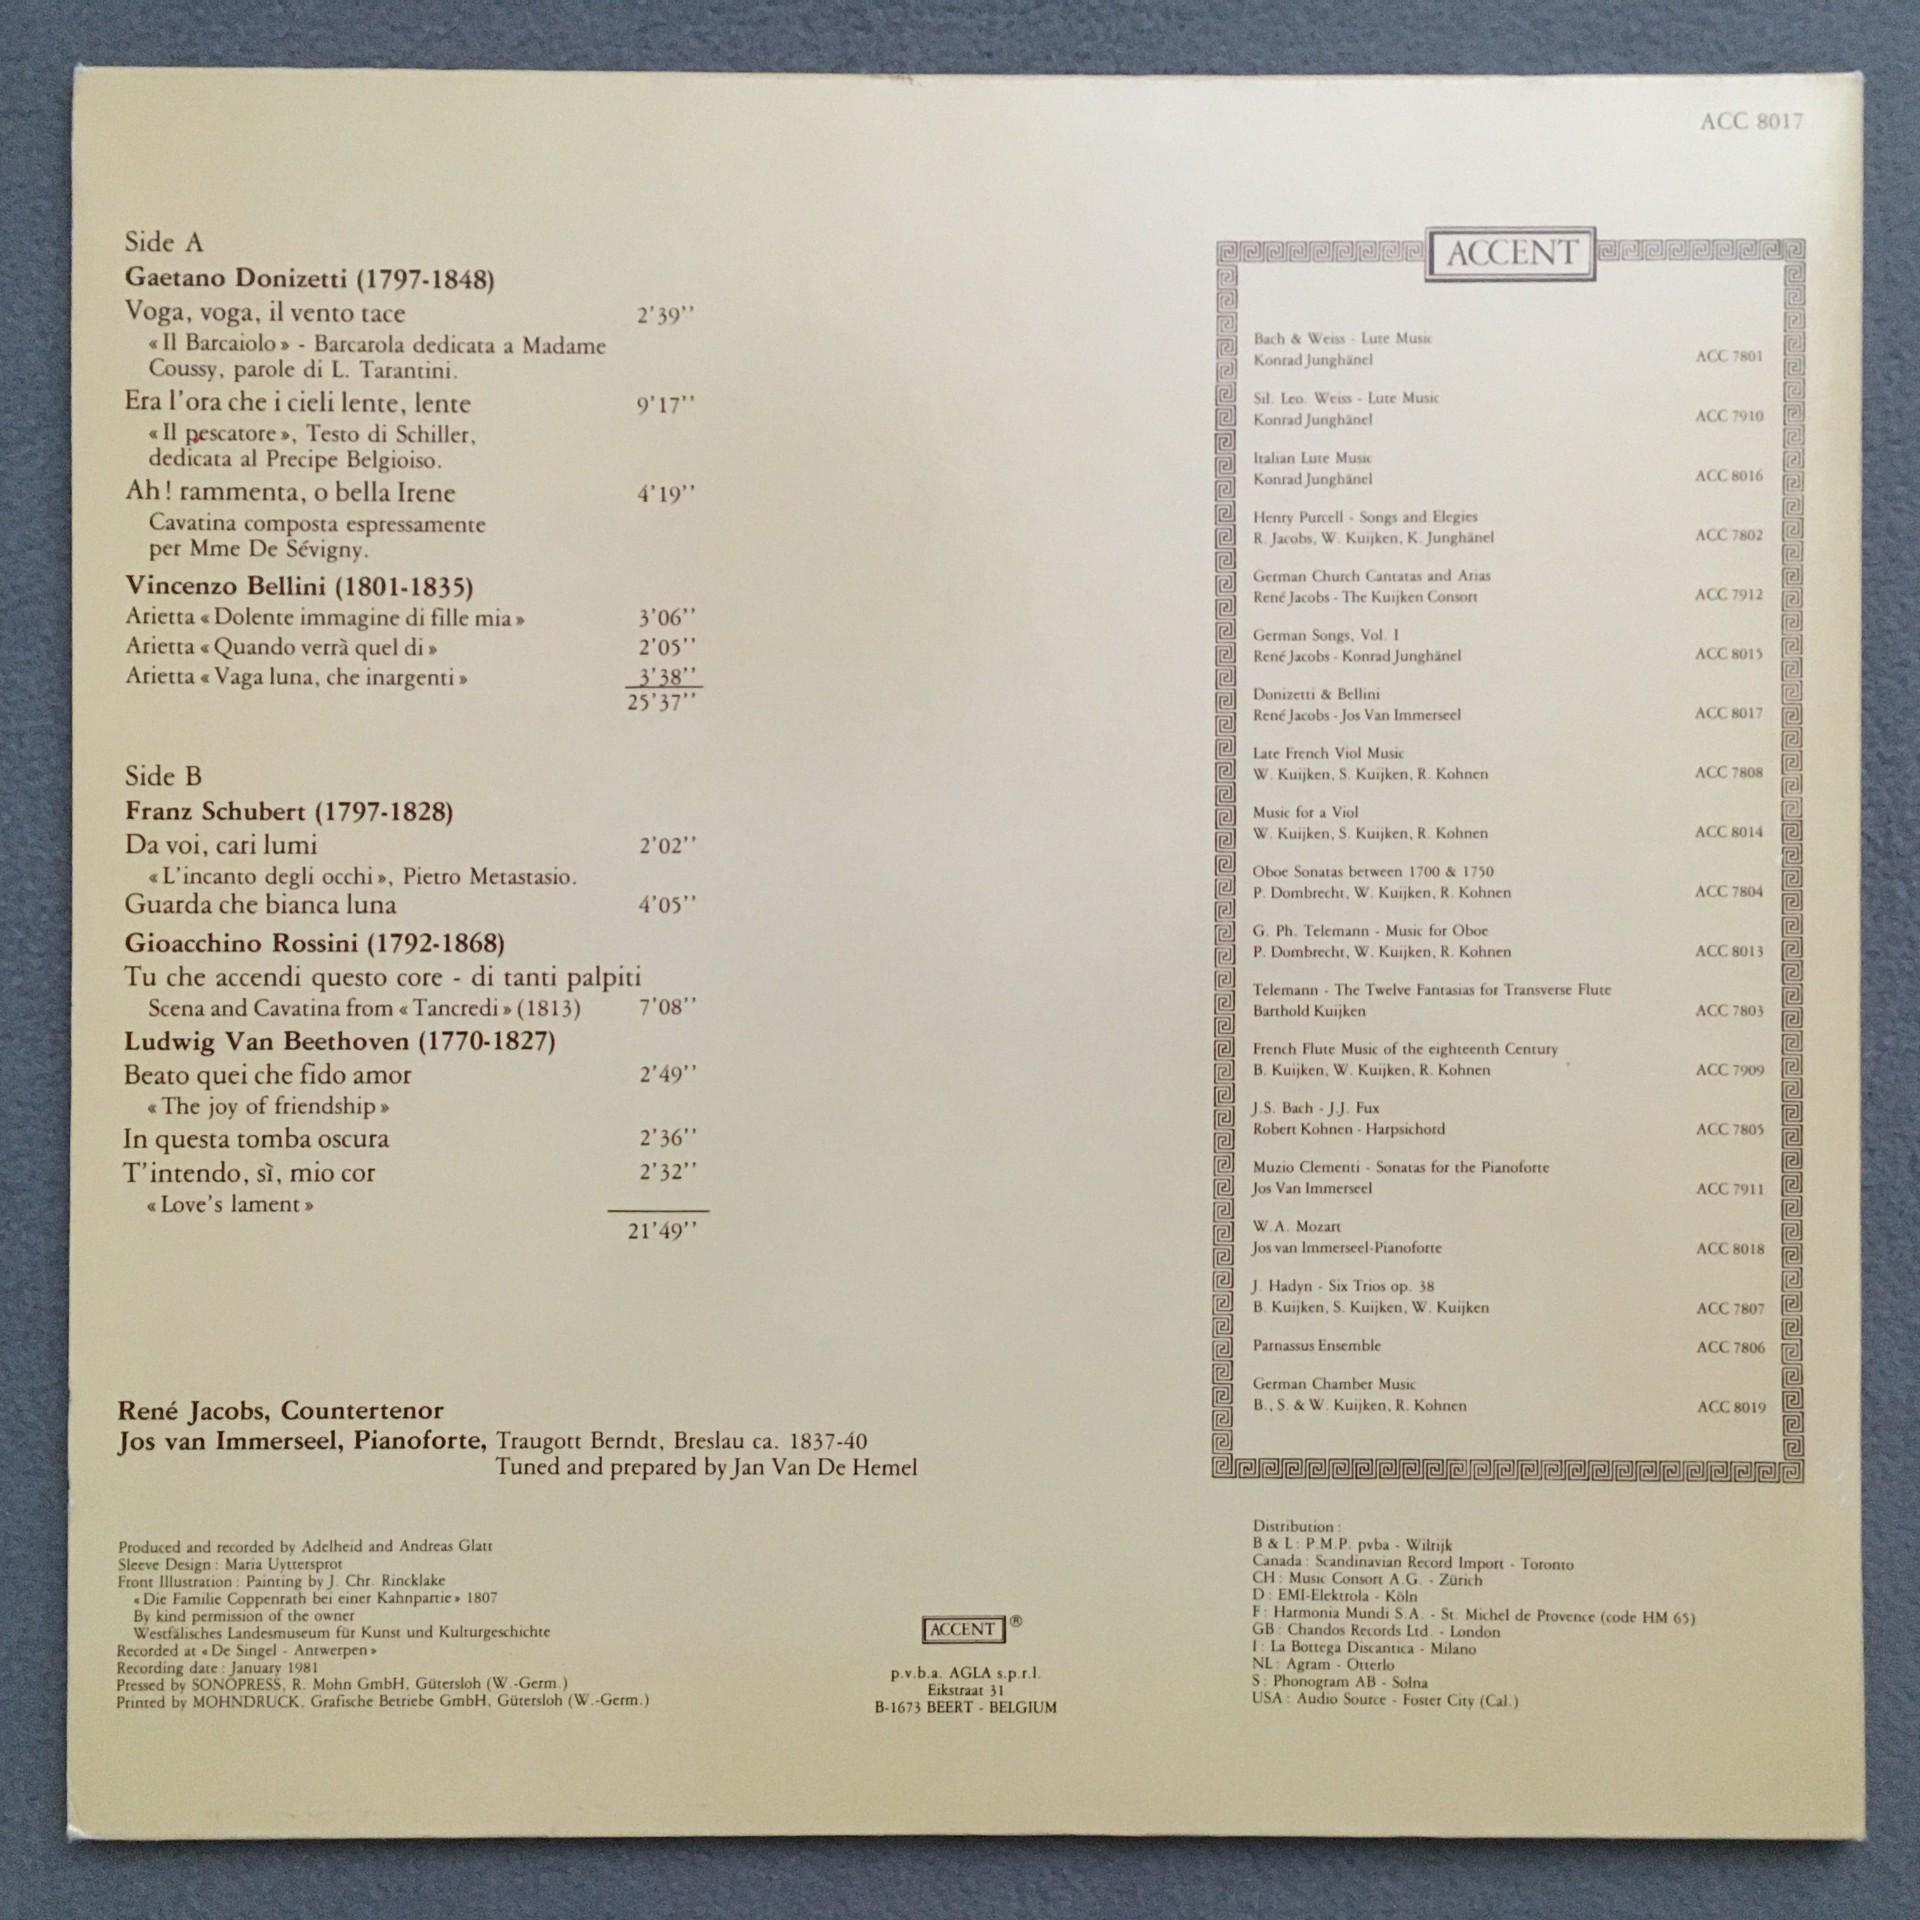 ACC 8017
Side A
Gaetano Donizetti (1797-1848)
Voga, voga, il vento tace 2'39''
«Il Barcaiolo» - Barcarola dedicata a Madame
Coussy, parole di L. Tarantini.
Era l'ora che i cieli lente, lente 9'17''
«Il pescatore», Testo di Schiller,
dedicata al Precipe Belgioiso.
Ah! rammenta, o bella Irene 4'19''
Cavatina composta espressamente
per Mme De Sévigny.
Vincenzo Bellini (1801-1835)
Arietta «Dolente immagine di fille mia» 3'06''
Arietta «Quando verrà quel di» 2'05''
Arietta «Vaga luna, che inargenti» 3'38''
25'37''
Side B
Franz Schubert (1797-1828)
Da voi, cari lumi 2'02''
«L'incanto degli occhi», Pietro Metastasio.
Guarda che bianca luna 4'05''
Gioacchino Rossini (1792-1868)
Tu che accendi questo core - di tanti palpiti
Scena and Cavatina from «Tancredi» (1813) 7'08''
Ludwig Van Beethoven (1770-1827)
Beato quei che fido amor 2'49''
«The joy of friendship»
In questa tomba oscura 2'36''
T'intendo, sì, mio cor 2'32''
«Love's lament»
21'49''
René Jacobs, Countertenor
Jos van Immerseel, Pianoforte, Traugott Berndt, Breslau ca. 1837-40
Tuned and prepared by Jan Van De Hemel
Produced and recorded by Adelheid and Andreas Glatt
Sleeve Design : Maria Uyttersprot
Front Illustration : Painting by J. Chr. Rincklake
«Die Familie Coppenrath bei einer Kahnpartie» 1807
By kind permission of the owner
Westfälisches Landesmuseum für Kunst und Kulturgeschichte
Recorded at «De Singel - Antwerpen»
Recording date : January 1981
Pressed by SONOPRESS, R. Mohn GmbH, Gütersloh (W.-Germ.)
Printed by MOHNDRUCK, Grafische Betriebe GmbH, Gütersloh (W.-Germ.)
ACCENT ®
p.v.b.a. AGLA s.p.r.l.
Eikstraat 31
B-1673 BEERT - BELGIUM
ACCENT
Bach & Weiss - Lute Music
Konrad Junghänel ACC 7801
Sil. Leo. Weiss - Lute Music
Konrad Junghänel ACC 7910
Italian Lute Music
Konrad Junghänel ACC 8016
Henry Purcell - Songs and Elegies
R. Jacobs, W. Kuijken, K. Junghänel ACC 7802
German Church Cantatas and Arias
René Jacobs - The Kuijken Consort ACC 7912
German Songs, Vol. I
René Jacobs - Konrad Junghänel ACC 8015
Donizetti & Bellini
René Jacobs - Jos Van Immerseel ACC 8017
Late French Viol Music
W. Kuijken, S. Kuijken, R. Kohnen ACC 7808
Music for a Viol
W. Kuijken, S. Kuijken, R. Kohnen ACC 8014
Oboe Sonatas between 1700 & 1750
P. Dombrecht, W. Kuijken, R. Kohnen ACC 7804
G. Ph. Telemann - Music for Oboe
P. Dombrecht, W. Kuijken, R. Kohnen ACC 8013
Telemann - The Twelve Fantasias for Transverse Flute
Barthold Kuijken ACC 7803
French Flute Music of the eighteenth Century
B. Kuijken, W. Kuijken, R. Kohnen ACC 7909
J.S. Bach - J.J. Fux
Robert Kohnen - Harpsichord ACC 7805
Muzio Clementi - Sonatas for the Pianoforte
Jos Van Immerseel ACC 7911
W.A. Mozart
Jos van Immerseel-Pianoforte ACC 8018
J. Hadyn - Six Trios op. 38
B. Kuijken, S. Kuijken, W. Kuijken ACC 7807
Parnassus Ensemble ACC 7806
German Chamber Music
B., S. & W. Kuijken, R. Kohnen ACC 8019
Distribution :
B & L : P.M.P. pvba - Wilrijk
Canada : Scandinavian Record Import - Toronto
CH : Music Consort A.G. - Zürich
D : EMI-Elektrola - Köln
F : Harmonia Mundi S.A. - St. Michel de Provence (code HM 65)
GB : Chandos Records Ltd. - London
I : La Bottega Discantica - Milano
NL : Agram - Otterlo
S : Phonogram AB - Solna
USA : Audio Source - Foster City (Cal.)